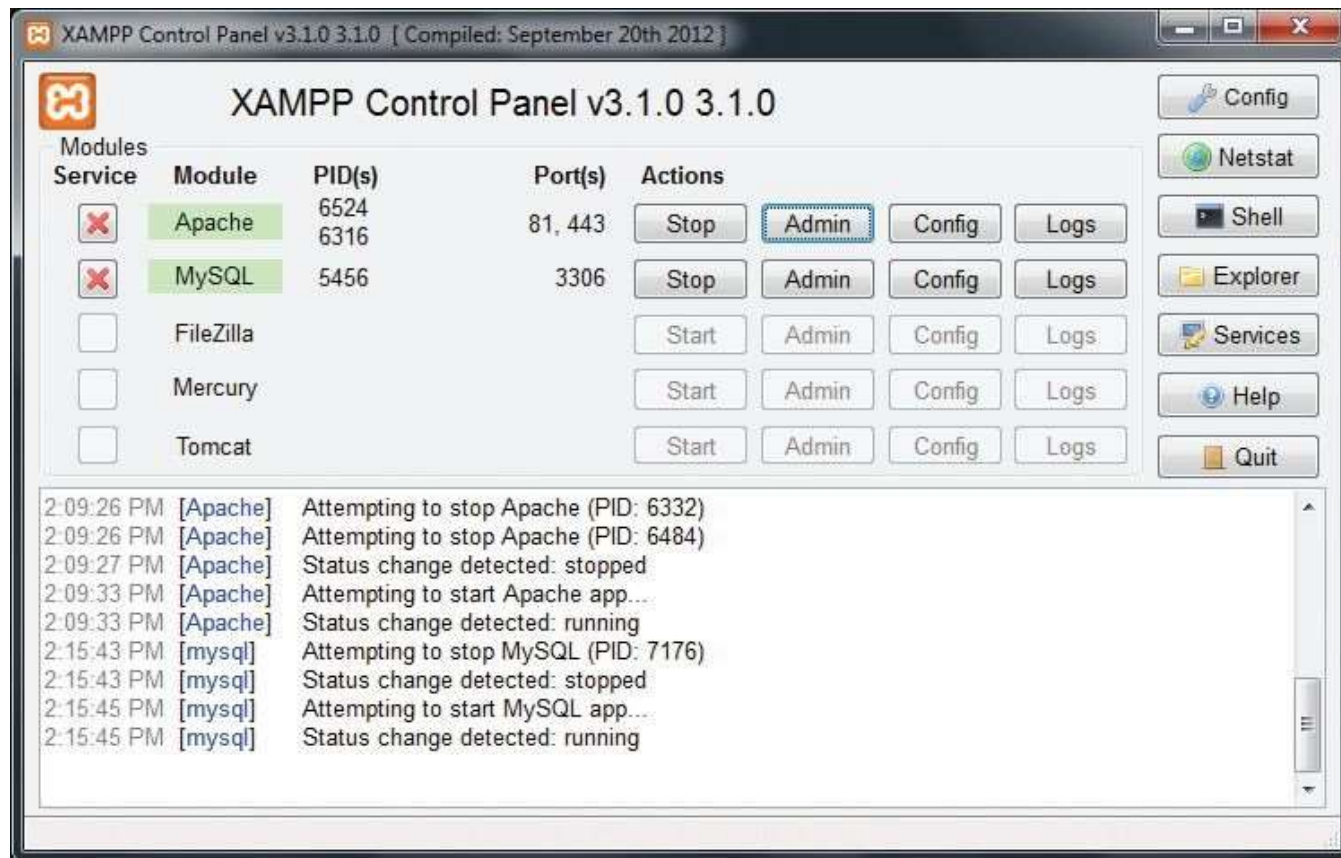 XAMPP Control Panel v3.1.0 3.1.0 [ Compiled: September 20th 2012 ]
XAMPP Control Panel v3.1.0 3.1.0
Config
Modules
Service Module PID(s) Port(s) Actions
Netstat
Apache 6524 6316 81, 443 Stop Admin Config Logs
Shell
MySQL 5456 3306 Stop Admin Config Logs
Explorer
FileZilla Start Admin Config Logs
Services
Mercury Start Admin Config Logs
Help
Tomcat Start Admin Config Logs
Quit
2:09:26 PM [Apache] Attempting to stop Apache (PID: 6332)
2:09:26 PM [Apache] Attempting to stop Apache (PID: 6484)
2:09:27 PM [Apache] Status change detected: stopped
2:09:33 PM [Apache] Attempting to start Apache app...
2:09:33 PM [Apache] Status change detected: running
2:15:43 PM [mysql] Attempting to stop MySQL (PID: 7176)
2:15:43 PM [mysql] Status change detected: stopped
2:15:45 PM [mysql] Attempting to start MySQL app...
2:15:45 PM [mysql] Status change detected: running